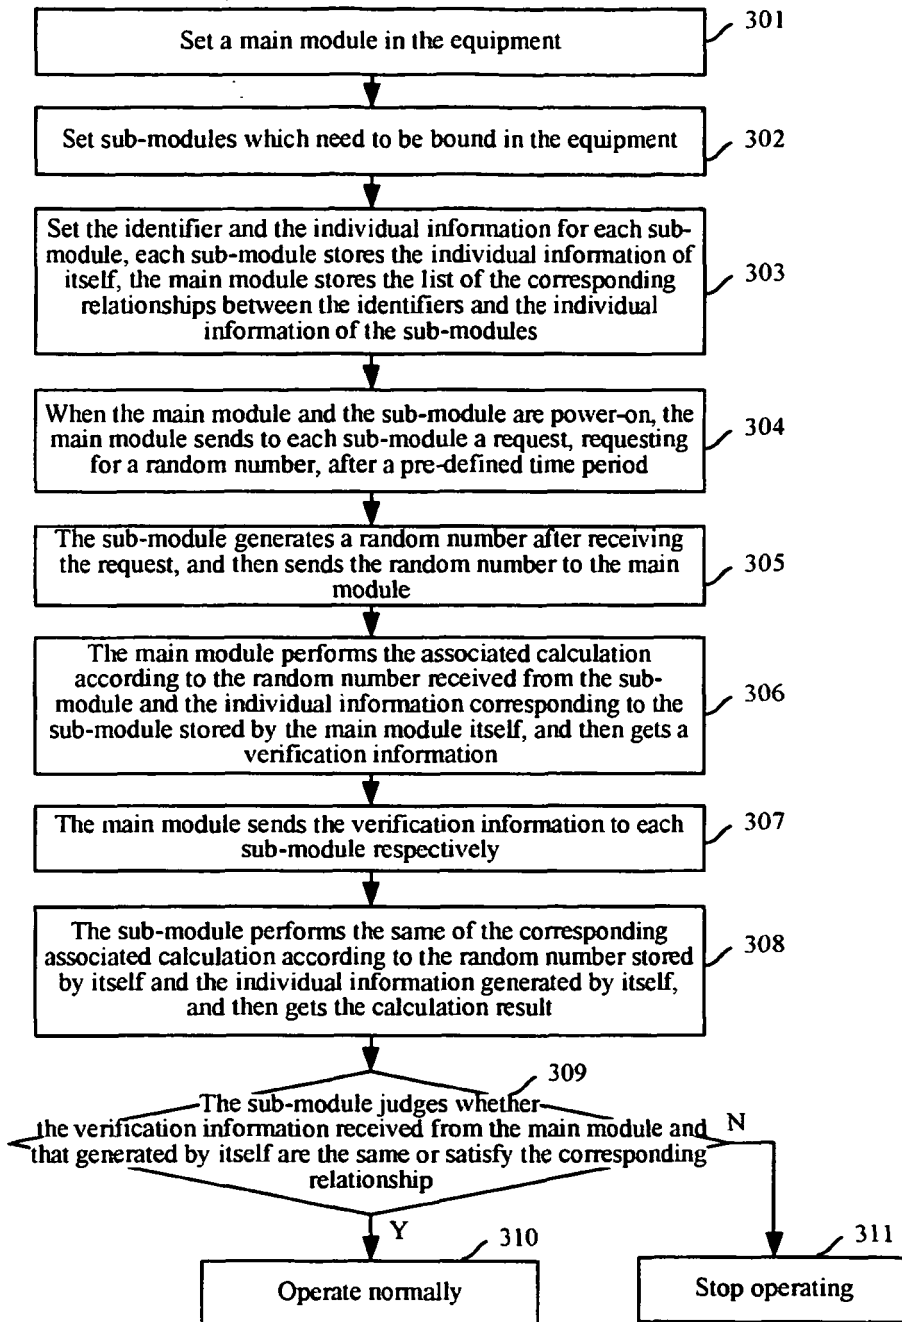 Set a main module in the equipment
301
Set sub-modules which need to be bound in the equipment
302
Set the identifier and the individual information for each sub-
module, each sub-module stores the individual information of
itself, the main module stores the list of the corresponding
relationships between the identifiers and the individual
information of the sub-modules
303
When the main module and the sub-module are power-on, the
main module sends to each sub-module a request, requesting
for a random number, after a pre-defined time period
304
The sub-module generates a random number after receiving
the request, and then sends the random number to the main
module
305
The main module performs the associated calculation
according to the random number received from the sub-
module and the individual information corresponding to the
sub-module stored by the main module itself, and then gets a
verification information
306
The main module sends the verification information to each
sub-module respectively
307
The sub-module performs the same of the corresponding
associated calculation according to the random number stored
by itself and the individual information generated by itself,
and then gets the calculation result
308
309
The sub-module judges whether
the verification information received from the main module and
that generated by itself are the same or satisfy the corresponding
relationship
N
Y
310
Operate normally
311
Stop operating